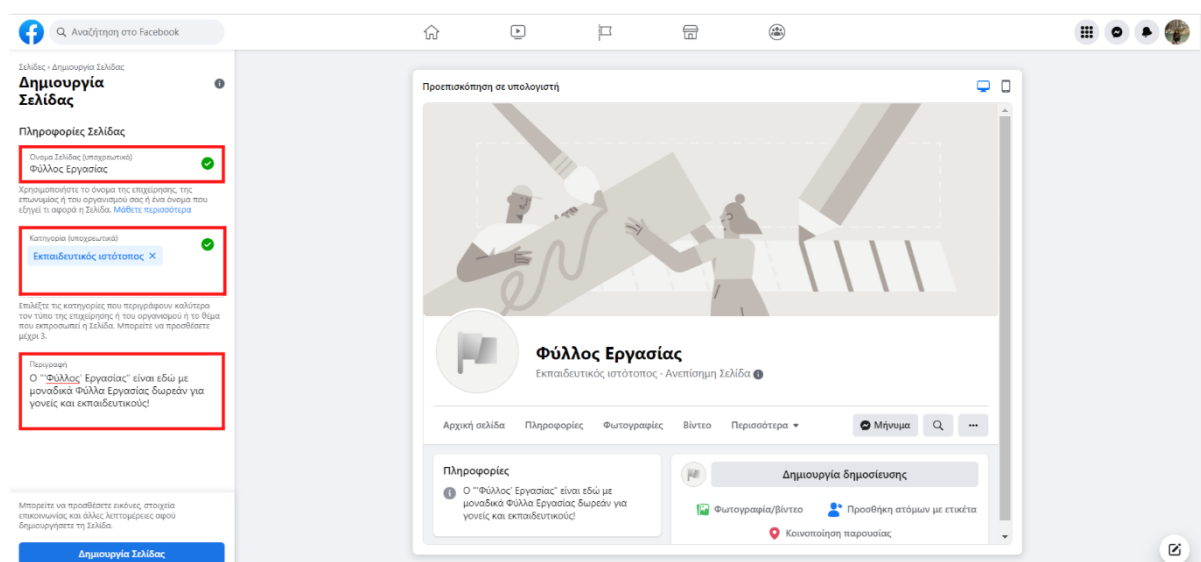 Αναζήτηση στο Facebook
Σελίδες › Δημιουργία Σελίδας
Δημιουργία
Σελίδας
Πληροφορίες Σελίδας
Όνομα Σελίδας (υποχρεωτικό)
Φύλλος Εργασίας
Χρησιμοποιήστε το όνομα της επιχείρησης, της
επωνυμίας ή του οργανισμού σας ή ένα όνομα που
εξηγεί τι αφορά η Σελίδα. Μάθετε περισσότερα
Κατηγορία (υποχρεωτικά)
Εκπαιδευτικός ιστότοπος ×
Επιλέξτε τις κατηγορίες που περιγράφουν καλύτερα
τον τύπο της επιχείρησης ή του οργανισμού ή το θέμα
που εκπροσωπεί η Σελίδα. Μπορείτε να προσθέσετε
μέχρι 3.
Περιγραφή
Ο "'Φύλλος' Εργασίας" είναι εδώ με
μοναδικά Φύλλα Εργασίας δωρεάν για
γονείς και εκπαιδευτικούς!
Μπορείτε να προσθέσετε εικόνες, στοιχεία
επικοινωνίας και άλλες λεπτομέρειες αφού
δημιουργήσετε τη Σελίδα.
Δημιουργία Σελίδας
Προεπισκόπηση σε υπολογιστή
Φύλλος Εργασίας
Εκπαιδευτικός ιστότοπος · Ανεπίσημη Σελίδα
Αρχική σελίδα Πληροφορίες Φωτογραφίες Βίντεο Περισσότερα Μήνυμα
Πληροφορίες
Ο "'Φύλλος' Εργασίας" είναι εδώ με
μοναδικά Φύλλα Εργασίας δωρεάν για
γονείς και εκπαιδευτικούς!
Δημιουργία δημοσίευσης
Φωτογραφία/βίντεο Προσθήκη ατόμων με ετικέτα
Κοινοποίηση παρουσίας